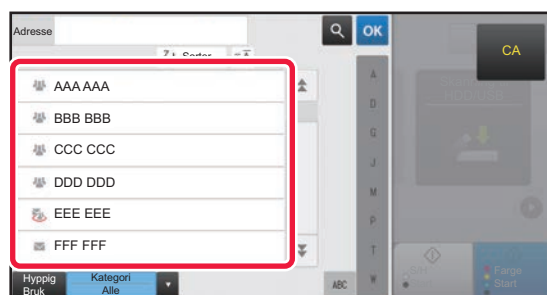 Adresse
OK
CA
Sorter
AAA AAA
BBB BBB
CCC CCC
DDD DDD
EEE EEE
FFF FFF
A
D
G
J
M
P
T
W
ABC
Hyppig
Bruk
Kategori
Alle
Farge
Start